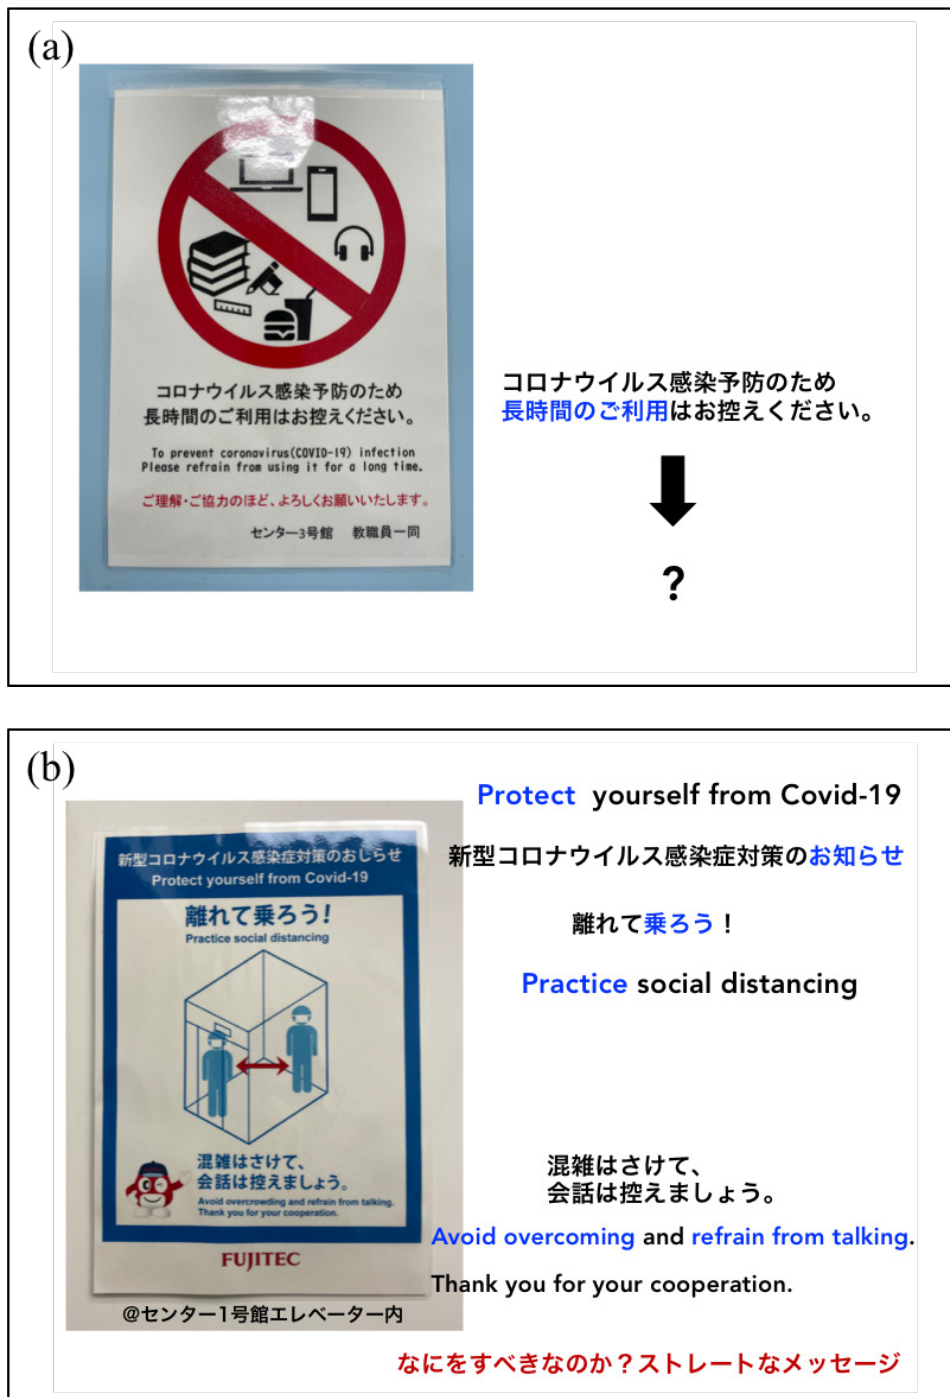 (a)
コロナウイルス感染予防のため
長時間のご利用はお控えください。
To prevent coronavirus(COVID-19) infection
Please refrain from using it for a long time.
ご理解・ご協力のほど、よろしくお願いいたします。
センター3号館 教職員一同
コロナウイルス感染予防のため
長時間のご利用はお控えください。
?
(b)
新型コロナウイルス感染症対策のおしらせ
Protect yourself from Covid-19
離れて乗ろう!
Practice social distancing
混雑はさけて、
会話は控えましょう。
Avoid overcrowding and refrain from talking.
Thank you for your cooperation.
FUJITEC
@センター1号館エレベーター内
Protect yourself from Covid-19
新型コロナウイルス感染症対策のお知らせ
離れて乗ろう！
Practice social distancing
混雑はさけて、
会話は控えましょう。
Avoid overcoming and refrain from talking.
Thank you for your cooperation.
なにをすべきなのか？ストレートなメッセージ